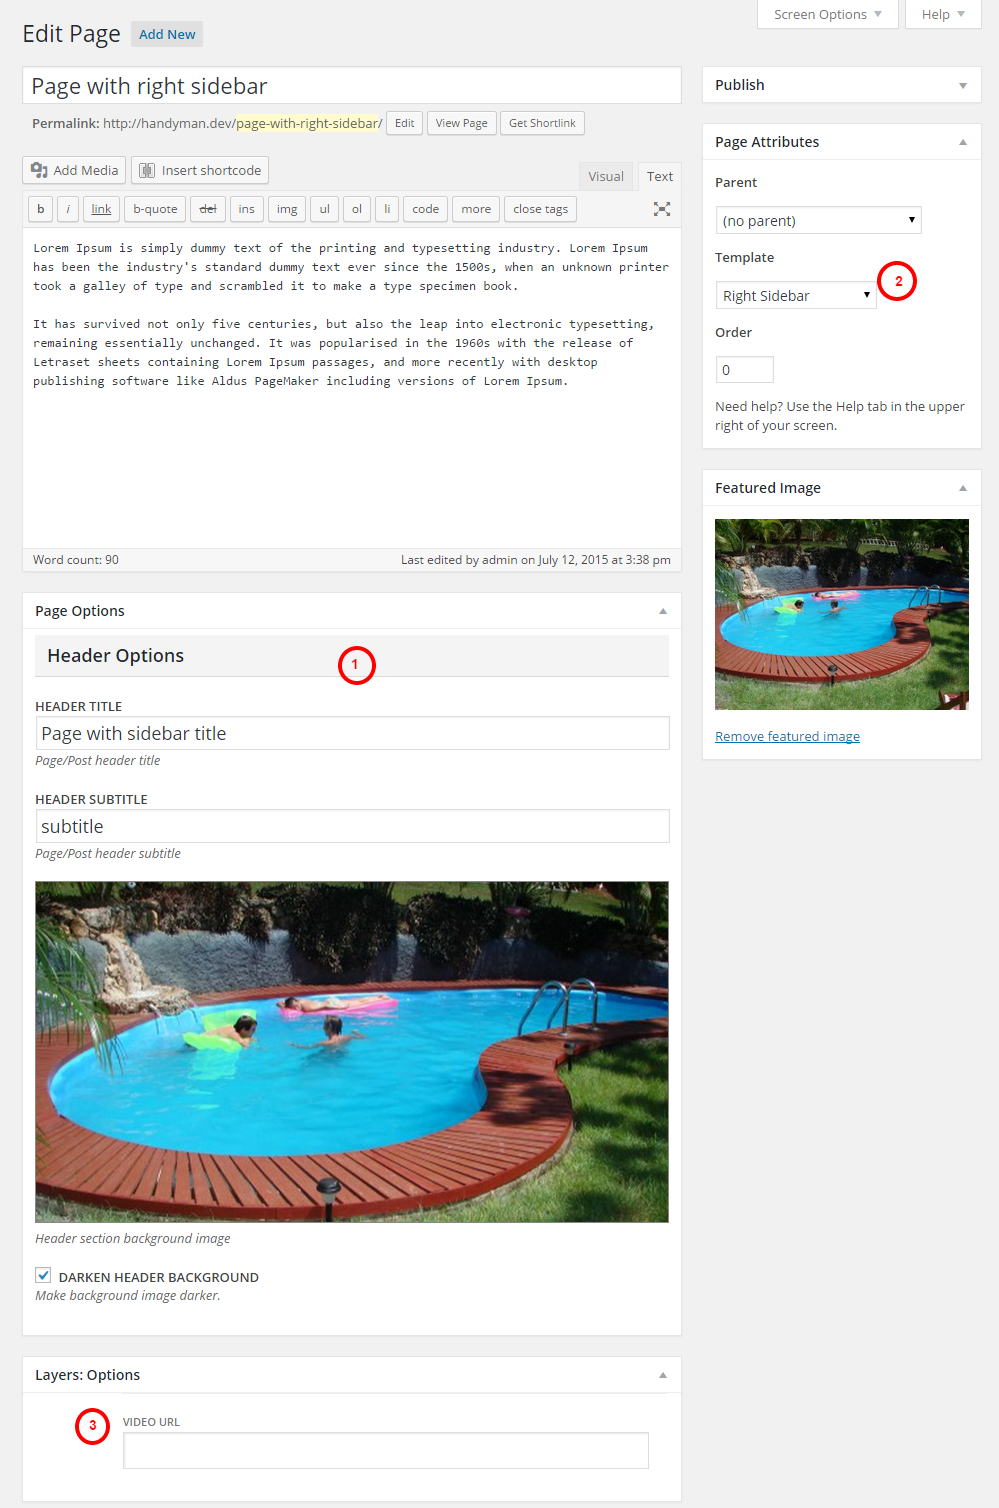 Screen Options
Help
Edit Page
Add New
Page with right sidebar
Permalink: http://handyman.dev/page-with-right-sidebar/ Edit View Page Get Shortlink
Add Media Insert shortcode
Visual Text
b i link b-quote del ins img ul ol li code more close tags
Lorem Ipsum is simply dummy text of the printing and typesetting industry. Lorem Ipsum
has been the industry's standard dummy text ever since the 1500s, when an unknown printer
took a galley of type and scrambled it to make a type specimen book.
It has survived not only five centuries, but also the leap into electronic typesetting,
remaining essentially unchanged. It was popularised in the 1960s with the release of
Letraset sheets containing Lorem Ipsum passages, and more recently with desktop
publishing software like Aldus PageMaker including versions of Lorem Ipsum.
Word count: 90
Last edited by admin on July 12, 2015 at 3:38 pm
Page Options
Header Options
1
HEADER TITLE
Page with sidebar title
Page/Post header title
HEADER SUBTITLE
subtitle
Page/Post header subtitle
Header section background image
DARKEN HEADER BACKGROUND
Make background image darker.
Layers: Options
3
VIDEO URL
Publish
Page Attributes
Parent
(no parent)
Template
2
Right Sidebar
Order
0
Need help? Use the Help tab in the upper
right of your screen.
Featured Image
Remove featured image